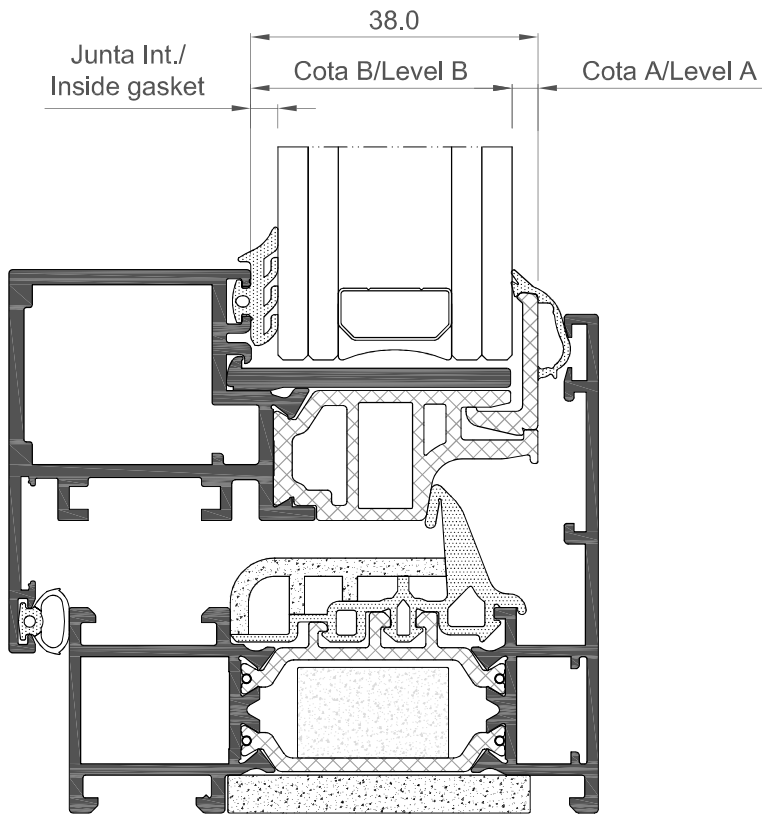 38.0
Junta Int./
Inside gasket
Cota B/Level B
Cota A/Level A